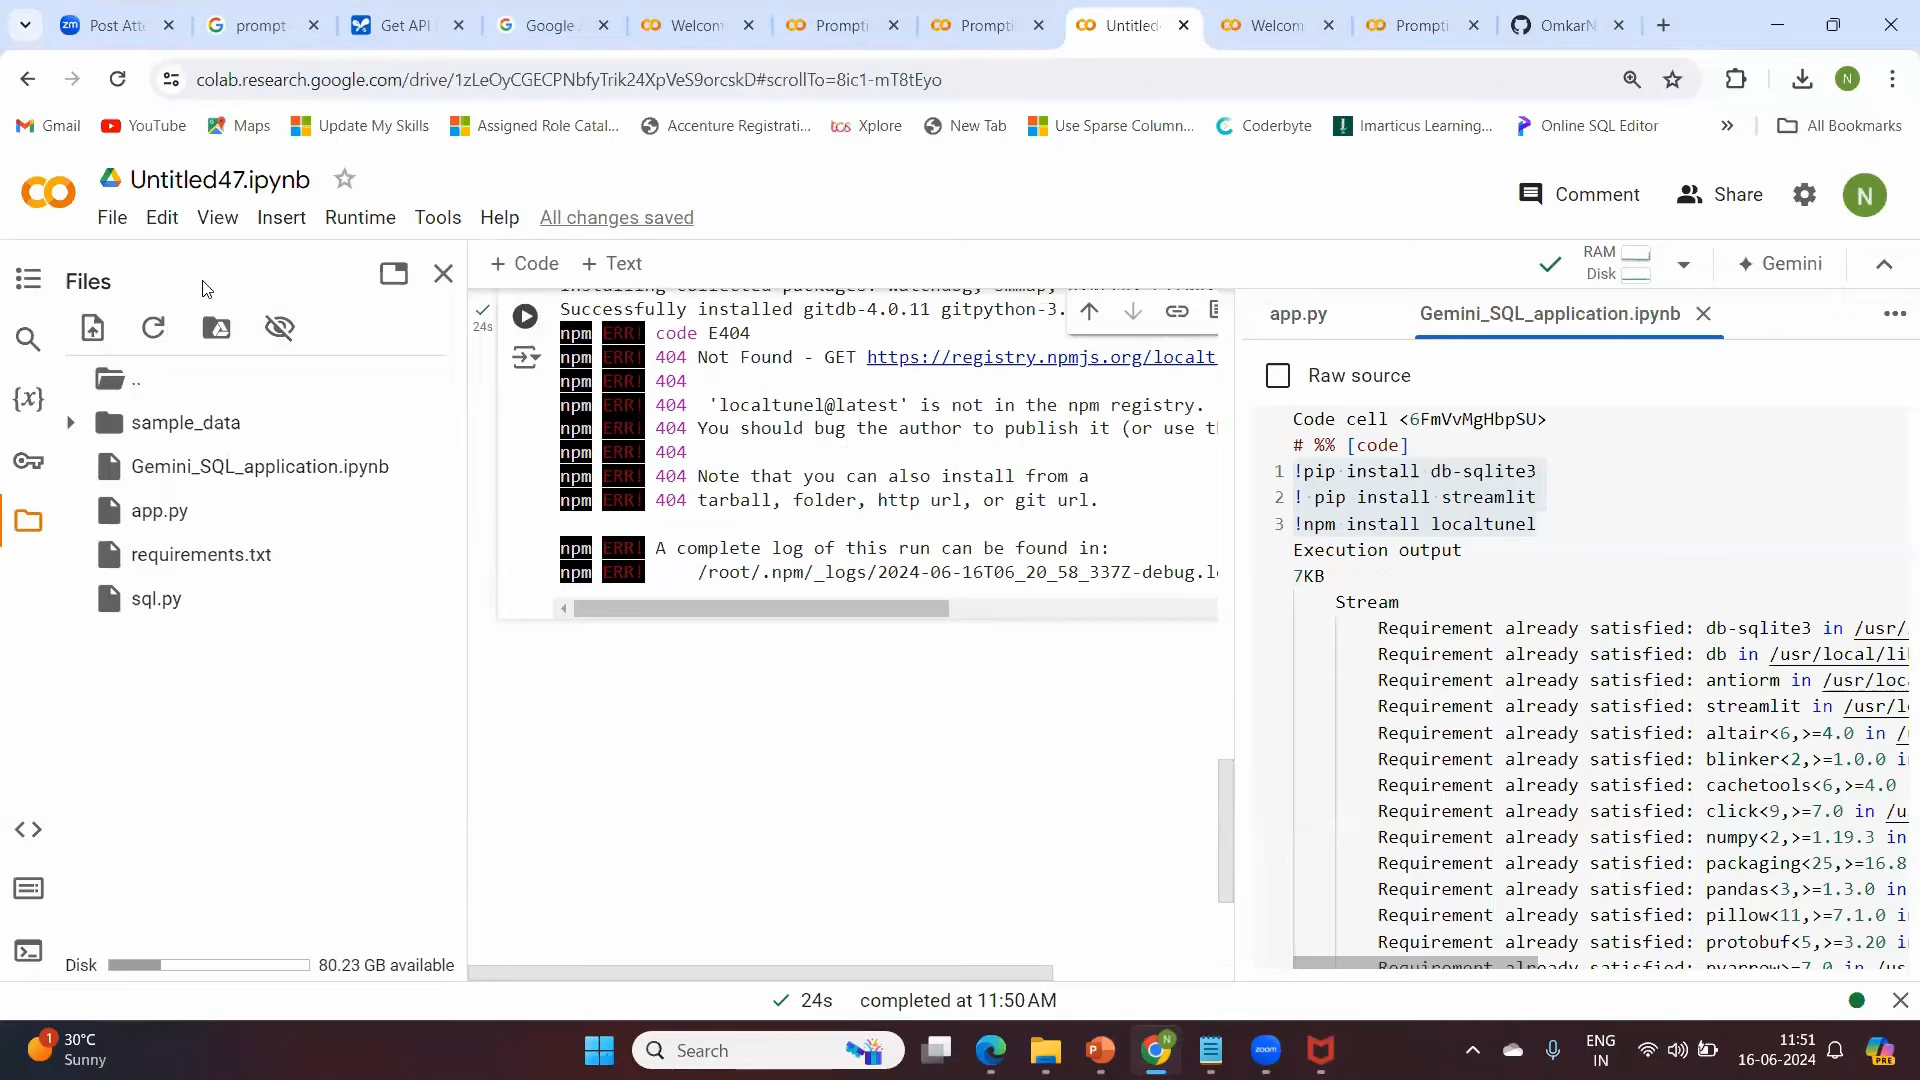 zm Post Atte
prompt
Get API
Google
Welcom
Prompti
Prompti
Untitled
Welcom
Prompti
OmkarN
colab.research.google.com/drive/1zLeOyCGECPNbfyTrik24XpVeS9orcskD#scrollTo=8ic1-mT8tEyo
N
Gmail
YouTube
Maps
Update My Skills
Assigned Role Catal...
Accenture Registrati...
tcs Xplore
New Tab
Use Sparse Column...
Coderbyte
Imarticus Learning...
Online SQL Editor
All Bookmarks
Untitled47.ipynb
File Edit View Insert Runtime Tools Help All changes saved
Comment
Share
N
Files
+ Code + Text
RAM
Disk
Gemini
..
sample_data
Gemini_SQL_application.ipynb
app.py
requirements.txt
sql.py
Disk
80.23 GB available
24s
Successfully installed gitdb-4.0.11 gitpython-3.
npm ERR! code E404
npm ERR! 404 Not Found - GET https://registry.npmjs.org/localt
npm ERR! 404
npm ERR! 404  'localtunel@latest' is not in the npm registry.
npm ERR! 404 You should bug the author to publish it (or use t
npm ERR! 404
npm ERR! 404 Note that you can also install from a
npm ERR! 404 tarball, folder, http url, or git url.
npm ERR! A complete log of this run can be found in:
npm ERR!     /root/.npm/_logs/2024-06-16T06_20_58_337Z-debug.l
app.py
Gemini_SQL_application.ipynb
Raw source
Code cell <6FmVvMgHbpSU>
# %% [code]
1 !pip install db-sqlite3
2 ! pip install streamlit
3 !npm install localtunel
Execution output
7KB
Stream
Requirement already satisfied: db-sqlite3 in /usr/
Requirement already satisfied: db in /usr/local/li
Requirement already satisfied: antiorm in /usr/loc
Requirement already satisfied: streamlit in /usr/l
Requirement already satisfied: altair<6,>=4.0 in /
Requirement already satisfied: blinker<2,>=1.0.0 i
Requirement already satisfied: cachetools<6,>=4.0
Requirement already satisfied: click<9,>=7.0 in /u
Requirement already satisfied: numpy<2,>=1.19.3 in
Requirement already satisfied: packaging<25,>=16.8
Requirement already satisfied: pandas<3,>=1.3.0 in
Requirement already satisfied: pillow<11,>=7.1.0 i
Requirement already satisfied: protobuf<5,>=3.20 i
24s completed at 11:50 AM
1
30°C
Sunny
Search
zoom
ENG
IN
11:51
16-06-2024
PRE